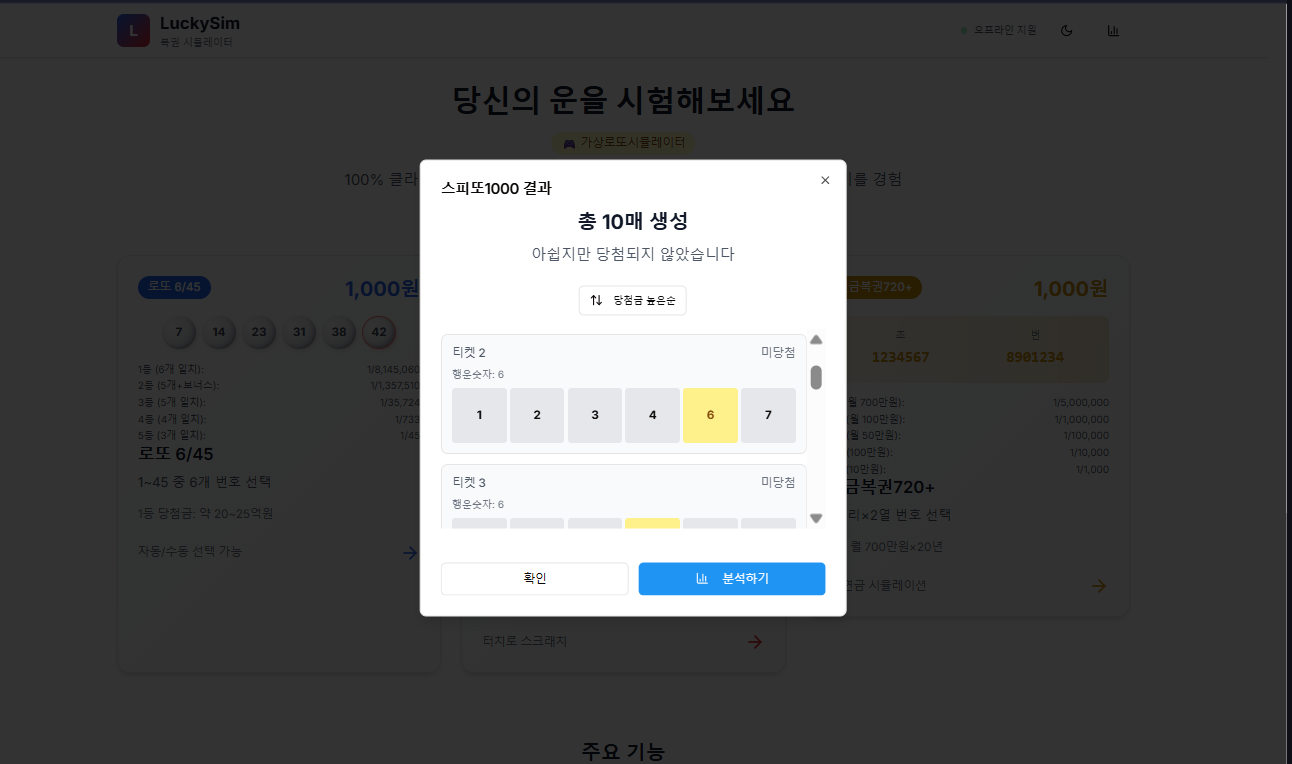 L
LuckySim
복권 시뮬레이터
오프라인 지원
당신의 운을 시험해보세요
🎮 가상로또시뮬레이터
100% 클라
기를 경험
로또 6/45
1,000원
7 14 23 31 38 42
1등 (6개 일치): 1/8,145,060
2등 (5개+보너스): 1/1,357,510
3등 (5개 일치): 1/35,724
4등 (4개 일치): 1/733
5등 (3개 일치): 1/45
로또 6/45
1~45 중 6개 번호 선택
1등 당첨금: 약 20~25억원
자동/수동 선택 가능
스피또1000 결과
총 10매 생성
아쉽지만 당첨되지 않았습니다
당첨금 높은순
티켓 2 미당첨
행운숫자: 6
1 2 3 4 6 7
티켓 3 미당첨
행운숫자: 6
확인
분석하기
터치로 스크래치
금복권720+
1,000원
조 번
1234567 8901234
월 700만원): 1/5,000,000
월 100만원): 1/1,000,000
월 50만원): 1/100,000
(100만원): 1/10,000
(10만원): 1/1,000
금복권720+
리×2열 번호 선택
월 700만원×20년
연금 시뮬레이션
주요 기능